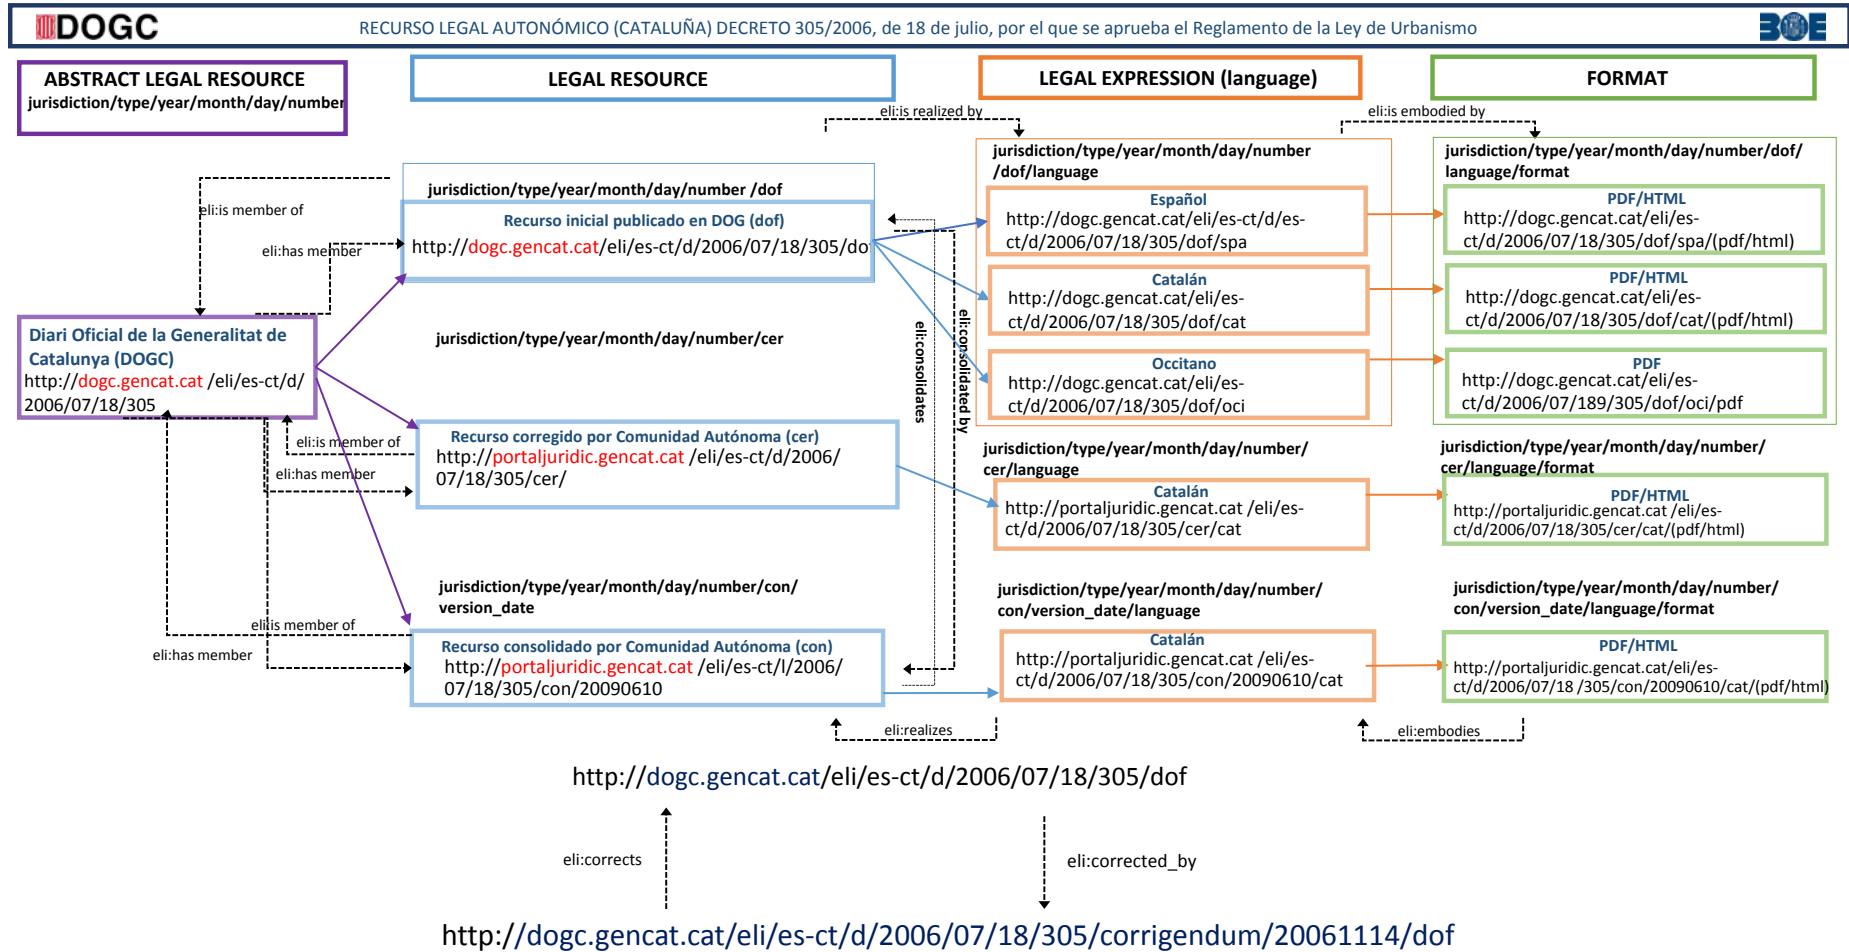 DOGC
RECURSO LEGAL AUTONÓMICO (CATALUÑA) DECRETO 305/2006, de 18 de julio, por el que se aprueba el Reglamento de la Ley de Urbanismo
BOE
ABSTRACT LEGAL RESOURCE
jurisdiction/type/year/month/day/number
LEGAL RESOURCE
LEGAL EXPRESSION (language)
FORMAT
eli:is realized by
eli:is embodied by
eli:is member of
eli:has member
Diari Oficial de la Generalitat de
Catalunya (DOGC)
http://dogc.gencat.cat /eli/es-ct/d/
2006/07/18/305
eli:is member of
eli:has member
eli:is member of
eli:has member
jurisdiction/type/year/month/day/number /dof
Recurso inicial publicado en DOG (dof)
http://dogc.gencat.cat/eli/es-ct/d/2006/07/18/305/dof
jurisdiction/type/year/month/day/number/cer
Recurso corregido por Comunidad Autónoma (cer)
http://portaljuridic.gencat.cat /eli/es-ct/d/2006/
07/18/305/cer/
jurisdiction/type/year/month/day/number/con/
version_date
Recurso consolidado por Comunidad Autónoma (con)
http://portaljuridic.gencat.cat /eli/es-ct/l/2006/
07/18/305/con/20090610
eli:consolidates
eli:consolidated by
jurisdiction/type/year/month/day/number
/dof/language
Español
http://dogc.gencat.cat/eli/es-ct/d/es-
ct/d/2006/07/18/305/dof/spa
Catalán
http://dogc.gencat.cat/eli/es-
ct/d/2006/07/18/305/dof/cat
Occitano
http://dogc.gencat.cat/eli/es-
ct/d/2006/07/18/305/dof/oci
jurisdiction/type/year/month/day/number/
cer/language
Catalán
http://portaljuridic.gencat.cat /eli/es-
ct/d/2006/07/18/305/cer/cat
jurisdiction/type/year/month/day/number/
con/version_date/language
Catalán
http://portaljuridic.gencat.cat /eli/es-
ct/d/2006/07/18/305/con/20090610/cat
jurisdiction/type/year/month/day/number/dof/
language/format
PDF/HTML
http://dogc.gencat.cat/eli/es-
ct/d/2006/07/18/305/dof/spa/(pdf/html)
PDF/HTML
http://dogc.gencat.cat/eli/es-
ct/d/2006/07/18/305/dof/cat/(pdf/html)
PDF
http://dogc.gencat.cat/eli/es-
ct/d/2006/07/189/305/dof/oci/pdf
jurisdiction/type/year/month/day/number/
cer/language/format
PDF/HTML
http://portaljuridic.gencat.cat /eli/es-
ct/d/2006/07/18/305/cer/cat/(pdf/html)
jurisdiction/type/year/month/day/number/
con/version_date/language/format
PDF/HTML
http://portaljuridic.gencat.cat/eli/es-
ct/d/2006/07/18 /305/con/20090610/cat/(pdf/html)
eli:realizes
eli:embodies
http://dogc.gencat.cat/eli/es-ct/d/2006/07/18/305/dof
eli:corrects
eli:corrected_by
http://dogc.gencat.cat/eli/es-ct/d/2006/07/18/305/corrigendum/20061114/dof